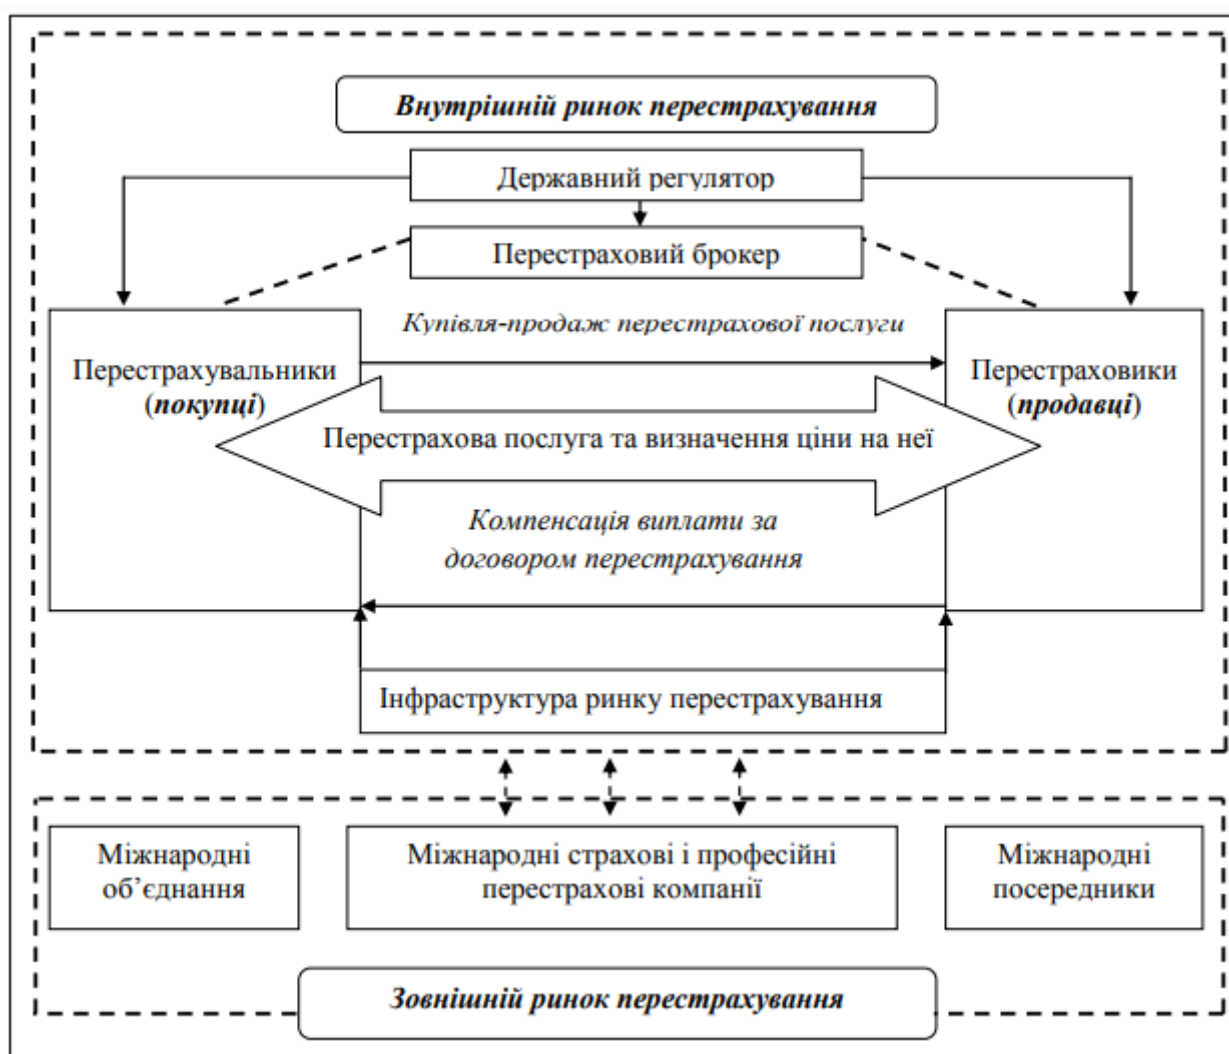 Внутрішній ринок перестрахування
Державний регулятор
Перестраховий брокер
Купівля-продаж перестрахової послуги
Перестрахувальники
(покупці)
Перестраховики
(продавці)
Перестрахова послуга та визначення ціни на неї
Компенсація виплати за
договором перестрахування
Інфраструктура ринку перестрахування
Міжнародні
об’єднання
Міжнародні страхові і професійні
перестрахові компанії
Міжнародні
посередники
Зовнішній ринок перестрахування